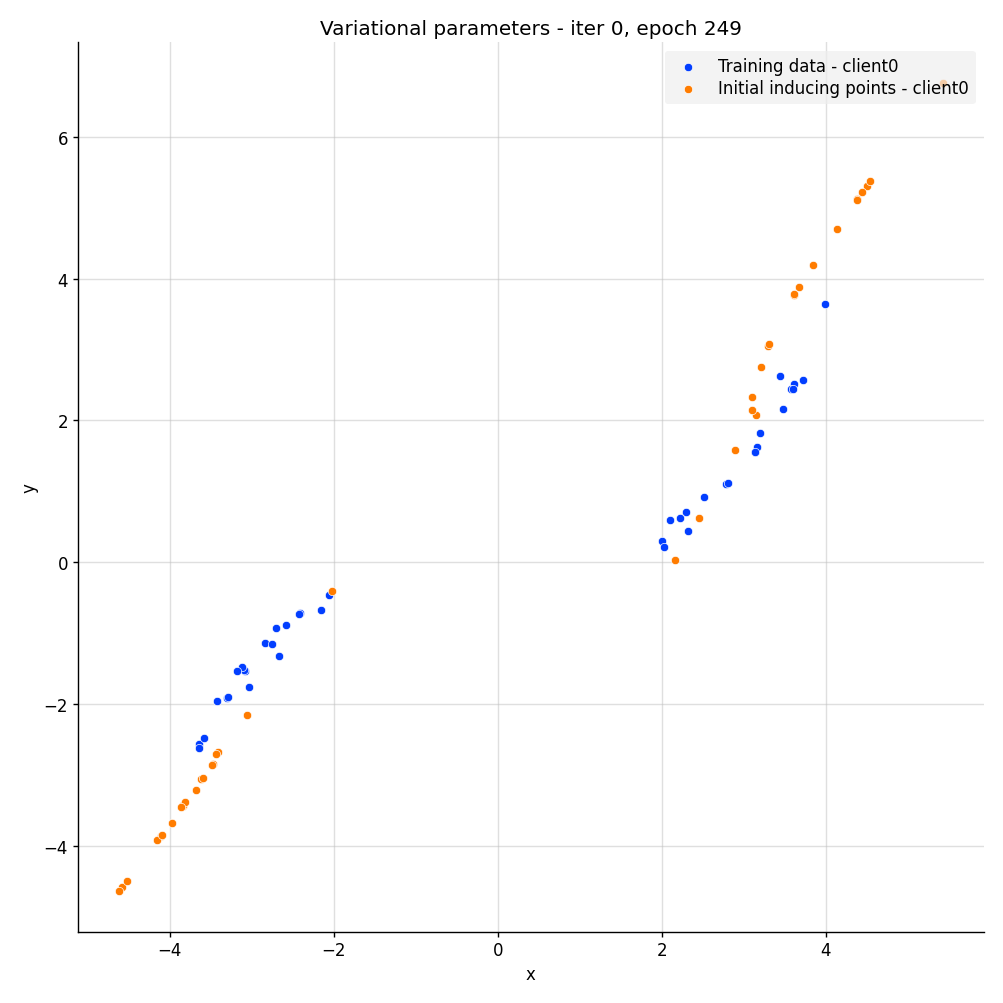 Variational parameters - iter 0, epoch 249
Training data - client0
Initial inducing points - client0
6
4
2
0
−2
−4
y
−4
−2
0
2
4
x